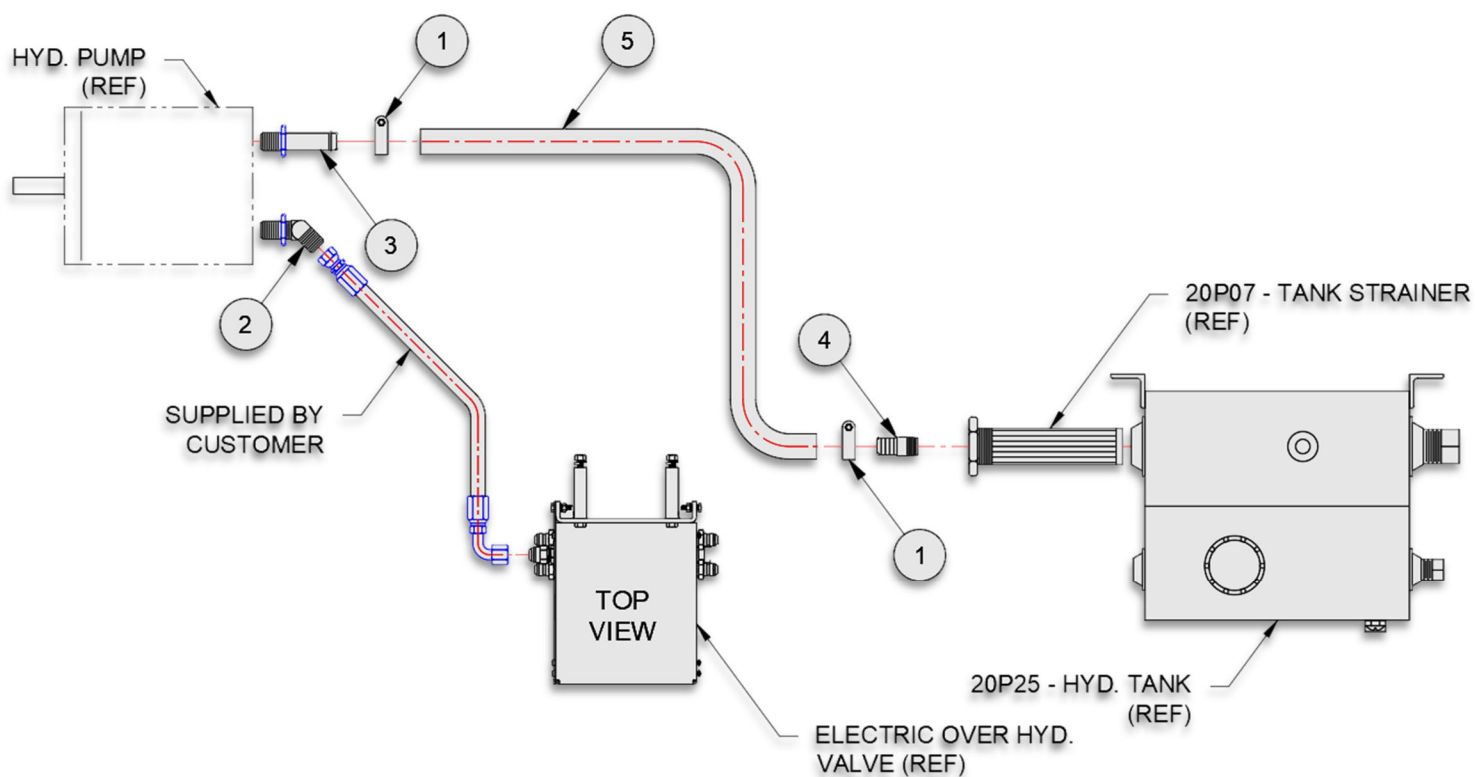 HYD. PUMP
(REF)
1
5
3
2
20P07 - TANK STRAINER
(REF)
4
SUPPLIED BY
CUSTOMER
1
TOP
VIEW
20P25 - HYD. TANK
(REF)
ELECTRIC OVER HYD.
VALVE (REF)